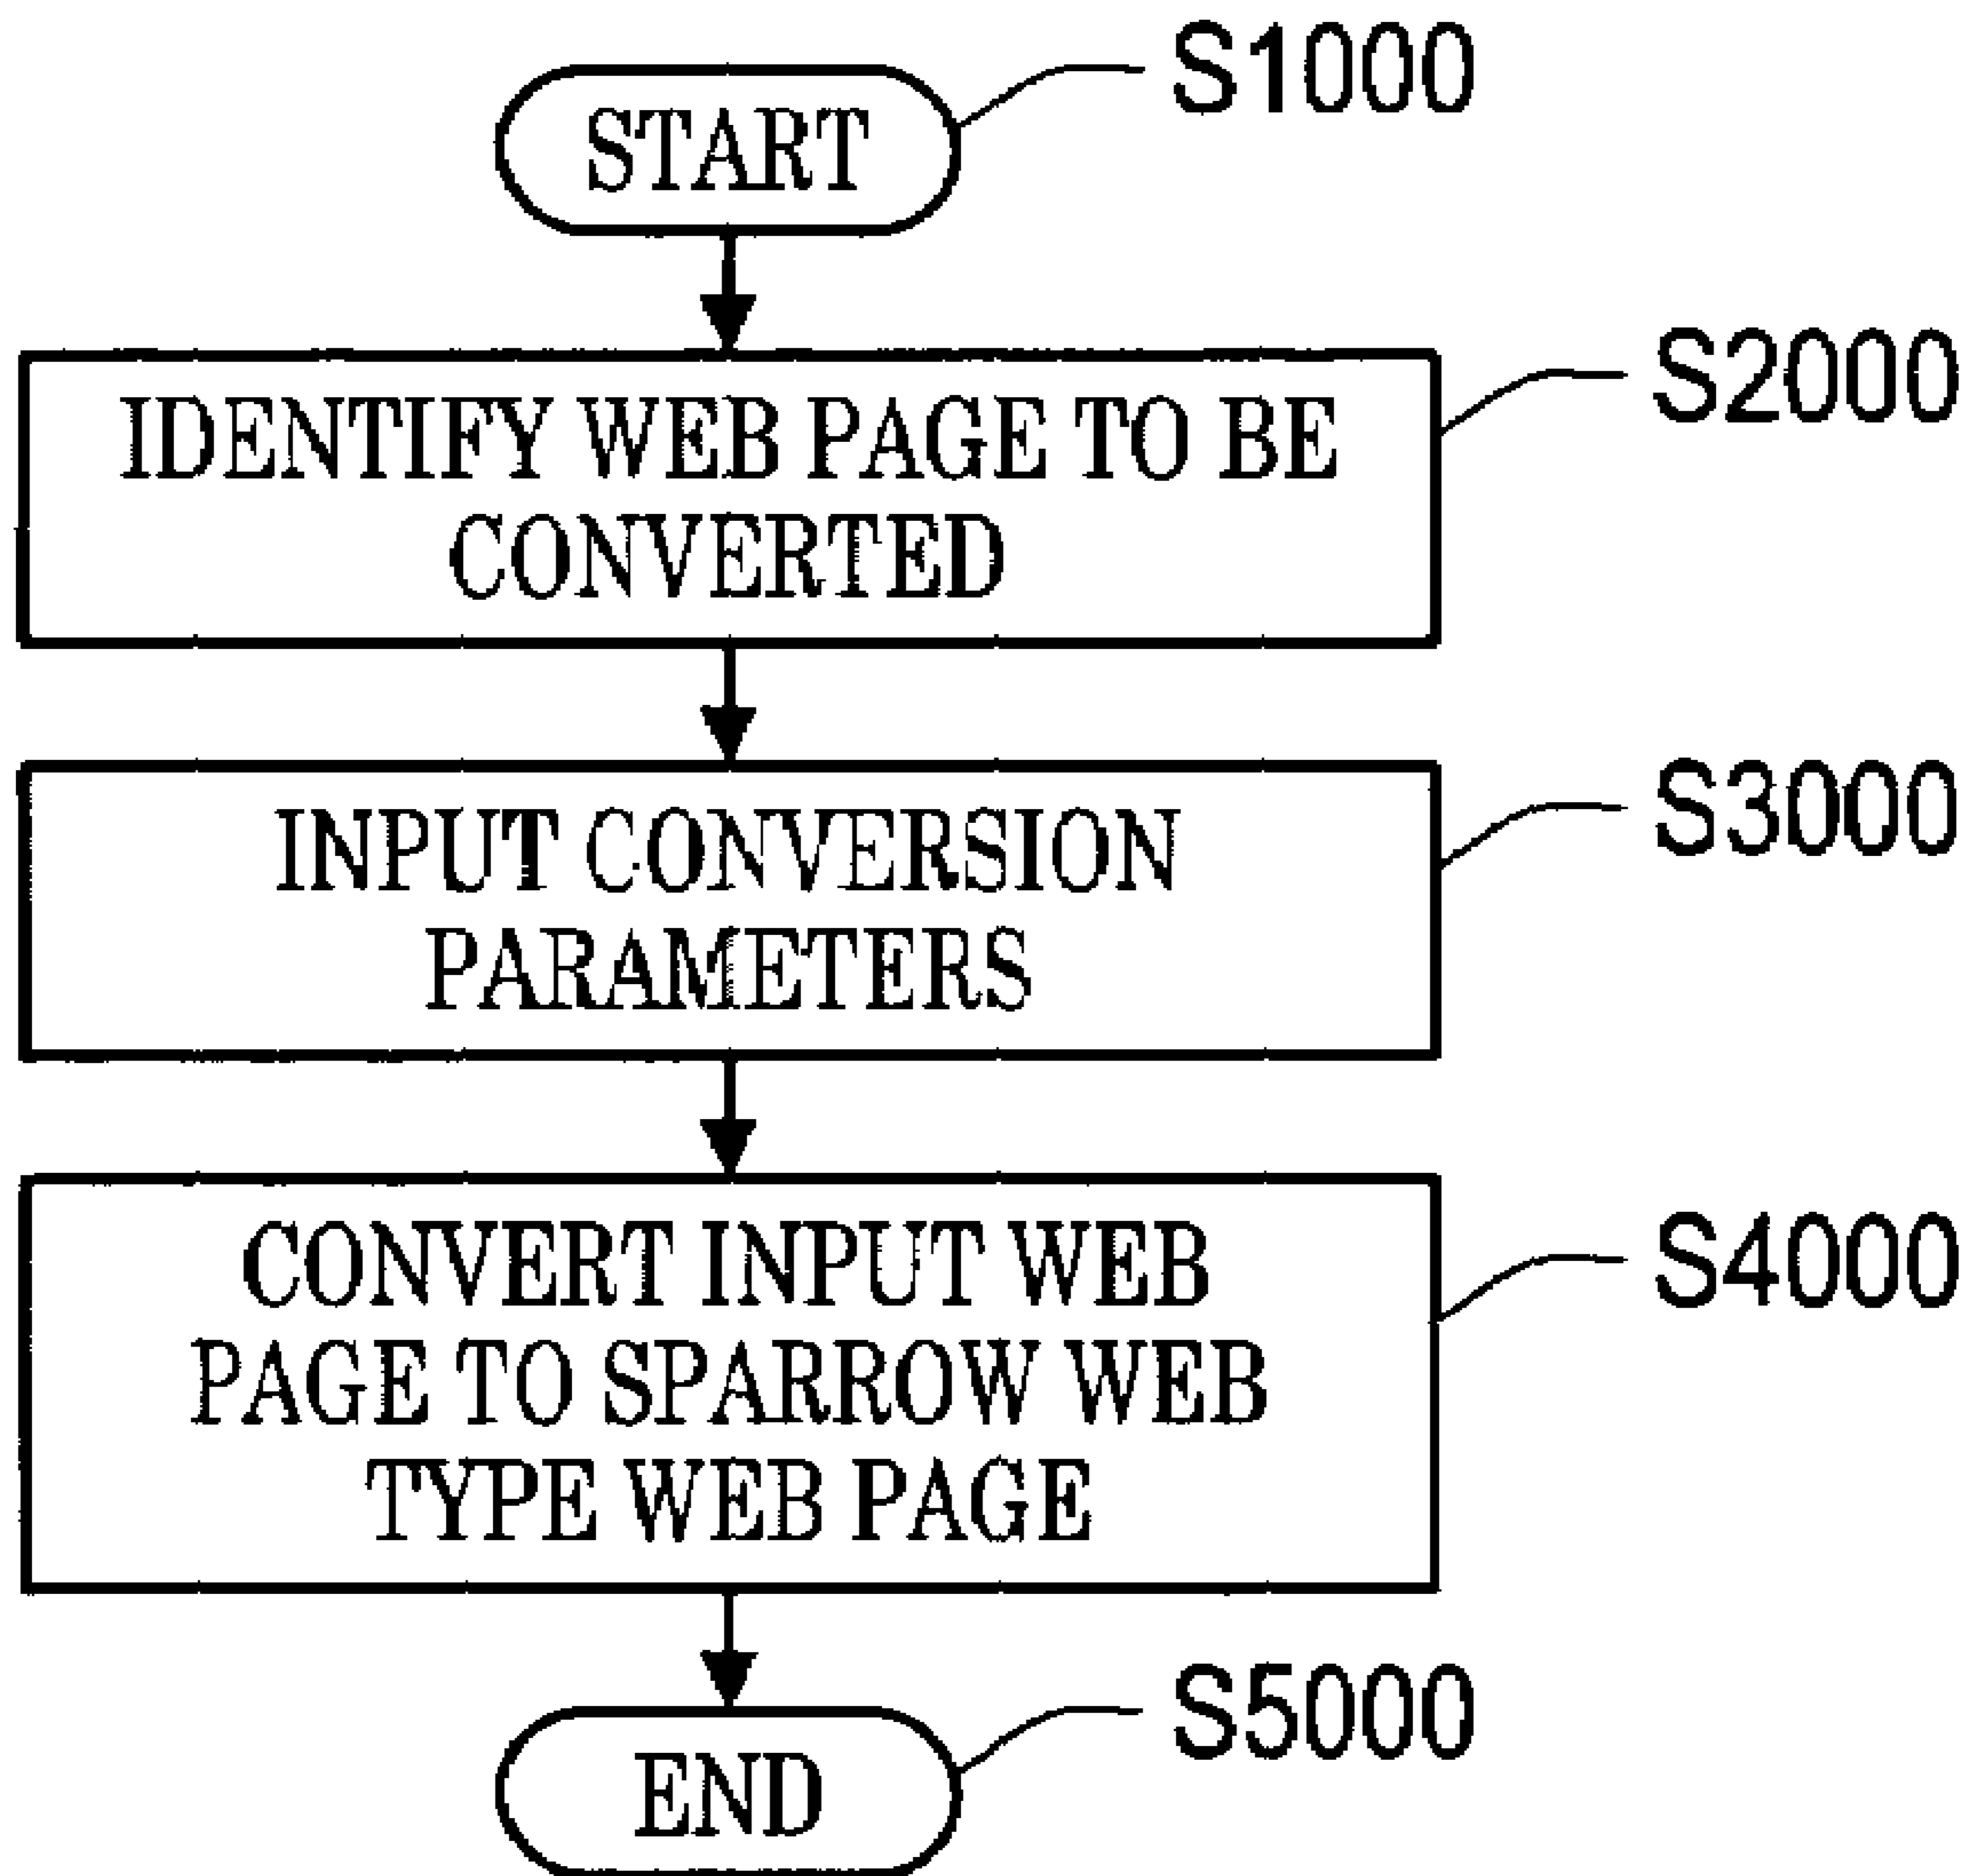 START
S1000
IDENTIFY WEB PAGE TO BE
CONVERTED
S2000
INPUT CONVERSION
PARAMETERS
S3000
CONVERT INPUT WEB
PAGE TO SPARROW WEB
TYPE WEB PAGE
S4000
END
S5000